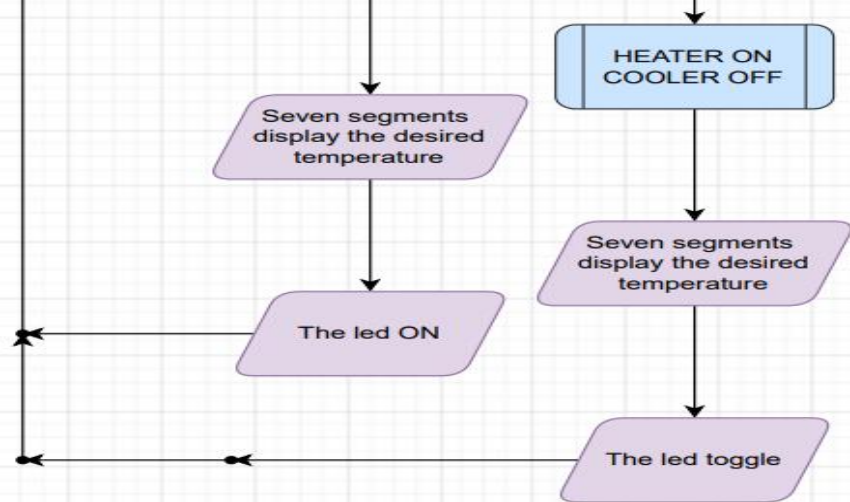 HEATER ON
COOLER OFF
Seven segments
display the desired
temperature
Seven segments
display the desired
temperature
The led ON
The led toggle